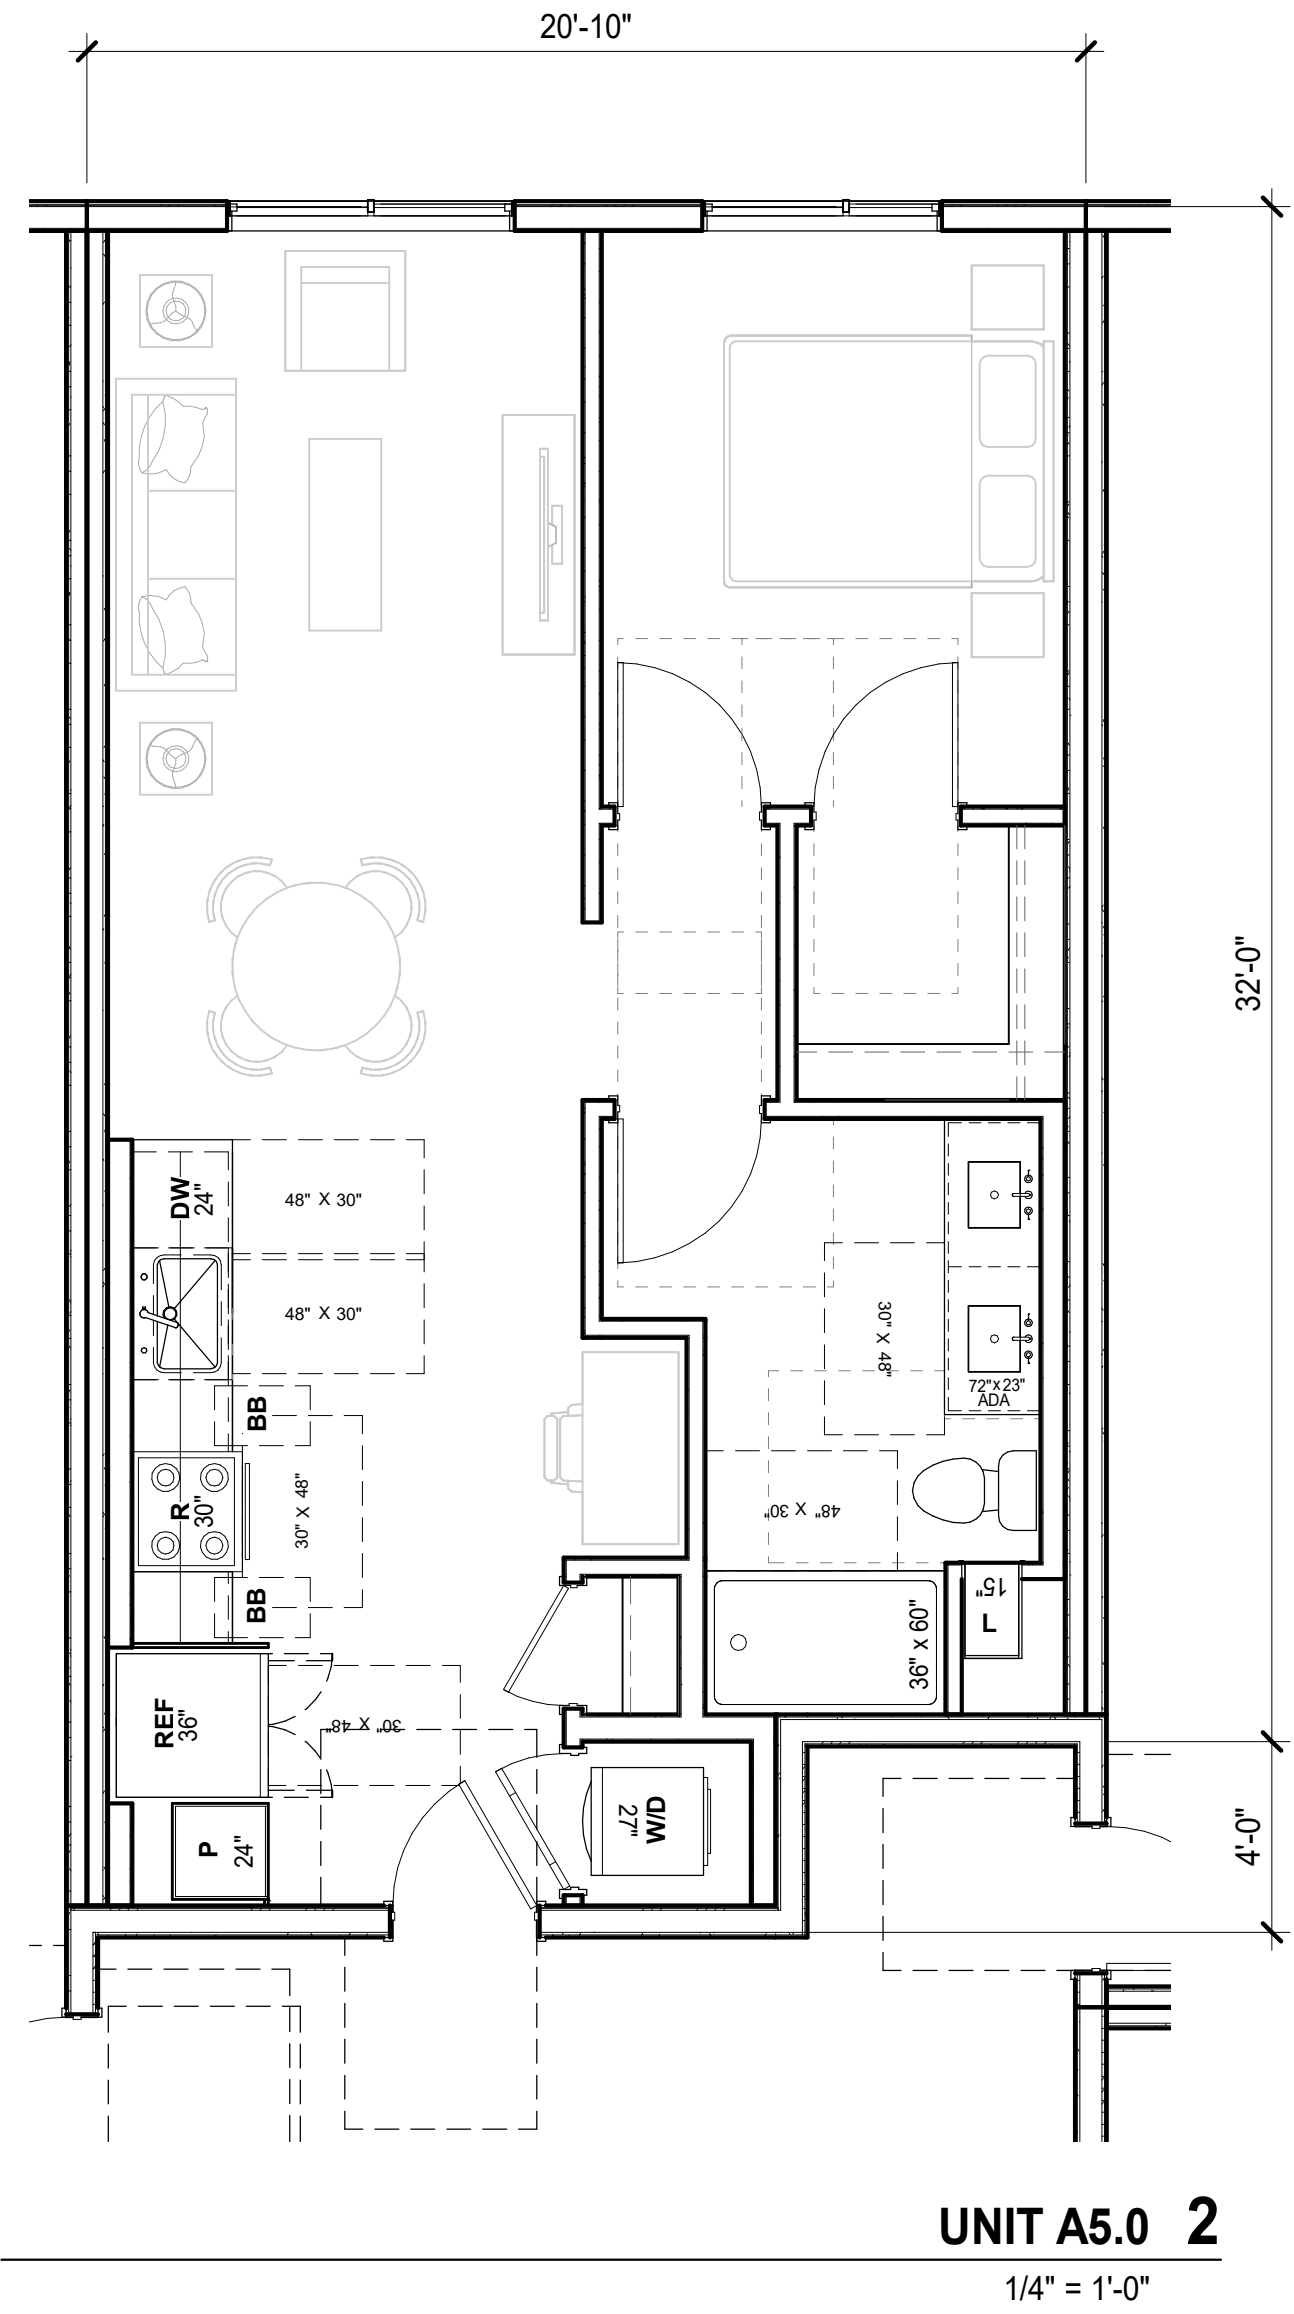 20'-10"
32'-0"
DW
24"
48" X 30"
48" X 30"
30" X 48"
72"x23"
ADA
BB
R
30"
30" X 48"
48" X 30"
BB
15"
L
36" x 60"
REF
36"
30" X 48"
W/D
27"
P
24"
4'-0"
UNIT A5.0 2
1/4" = 1'-0"